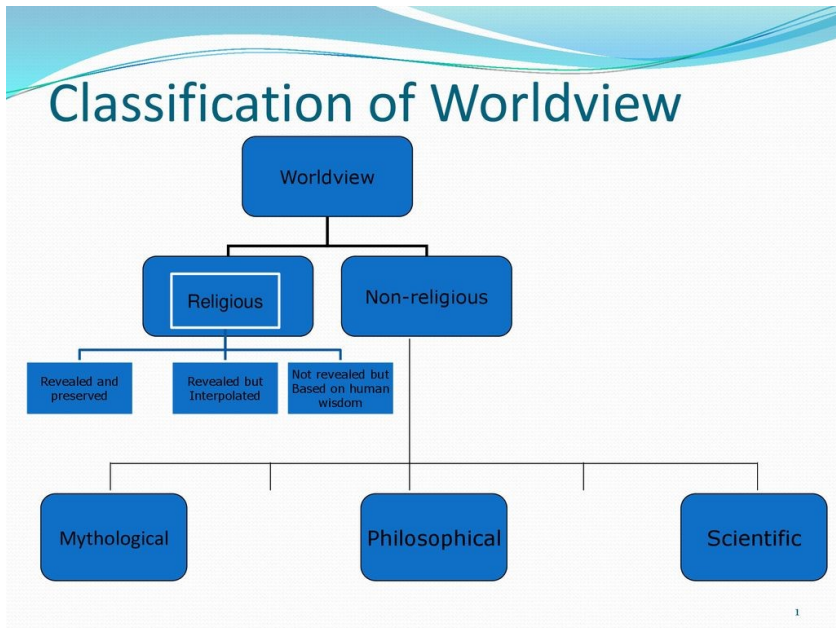 Classification of Worldview
Worldview
Religious
Non-religious
Revealed and
preserved
Revealed but
Interpolated
Not revealed but
Based on human
wisdom
Mythological
Philosophical
Scientific
1